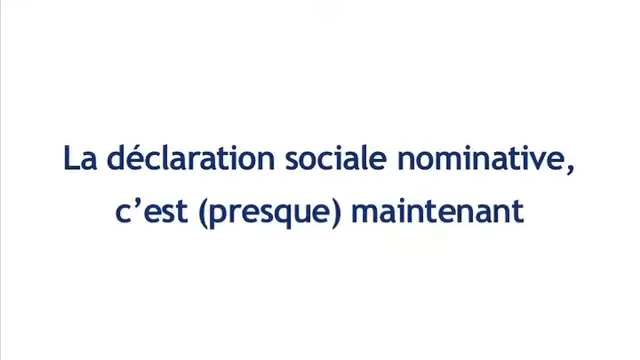 La déclaration sociale nominative,
c’est (presque) maintenant